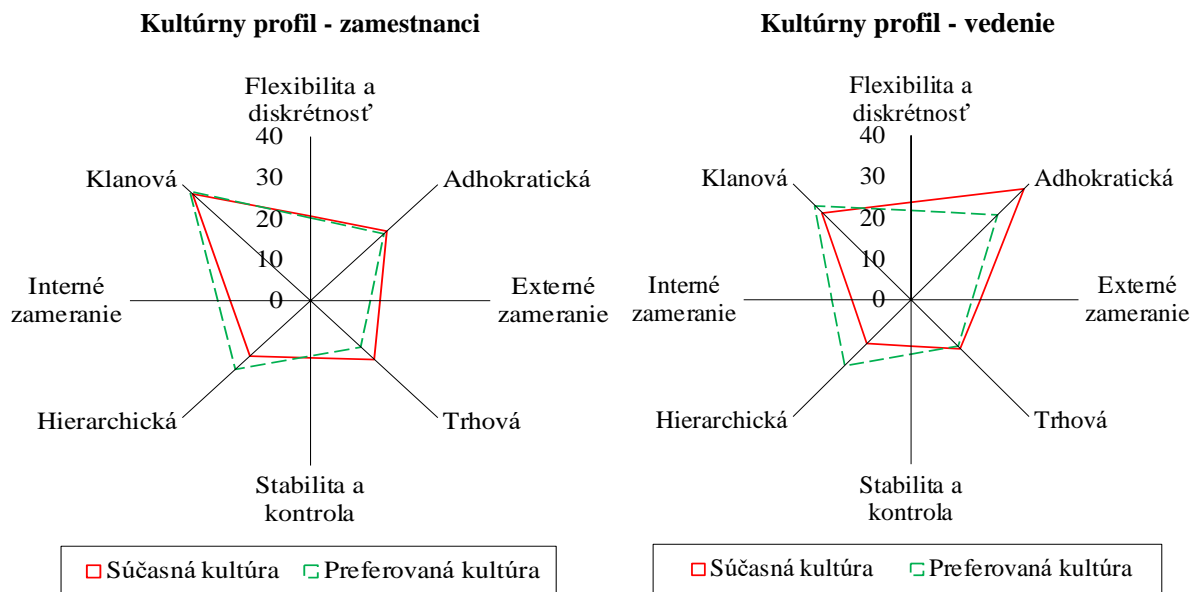 Kultúrny profil - zamestnanci
Flexibilita a
diskrétnosť
40
30
20
10
0
Klanová
Adhokratická
Interné
zameranie
Externé
zameranie
Hierarchická
Trhová
Stabilita a
kontrola
Súčasná kultúra
Preferovaná kultúra
Kultúrny profil - vedenie
Flexibilita a
diskrétnosť
40
30
20
10
0
Klanová
Adhokratická
Interné
zameranie
Externé
zameranie
Hierarchická
Trhová
Stabilita a
kontrola
Súčasná kultúra
Preferovaná kultúra